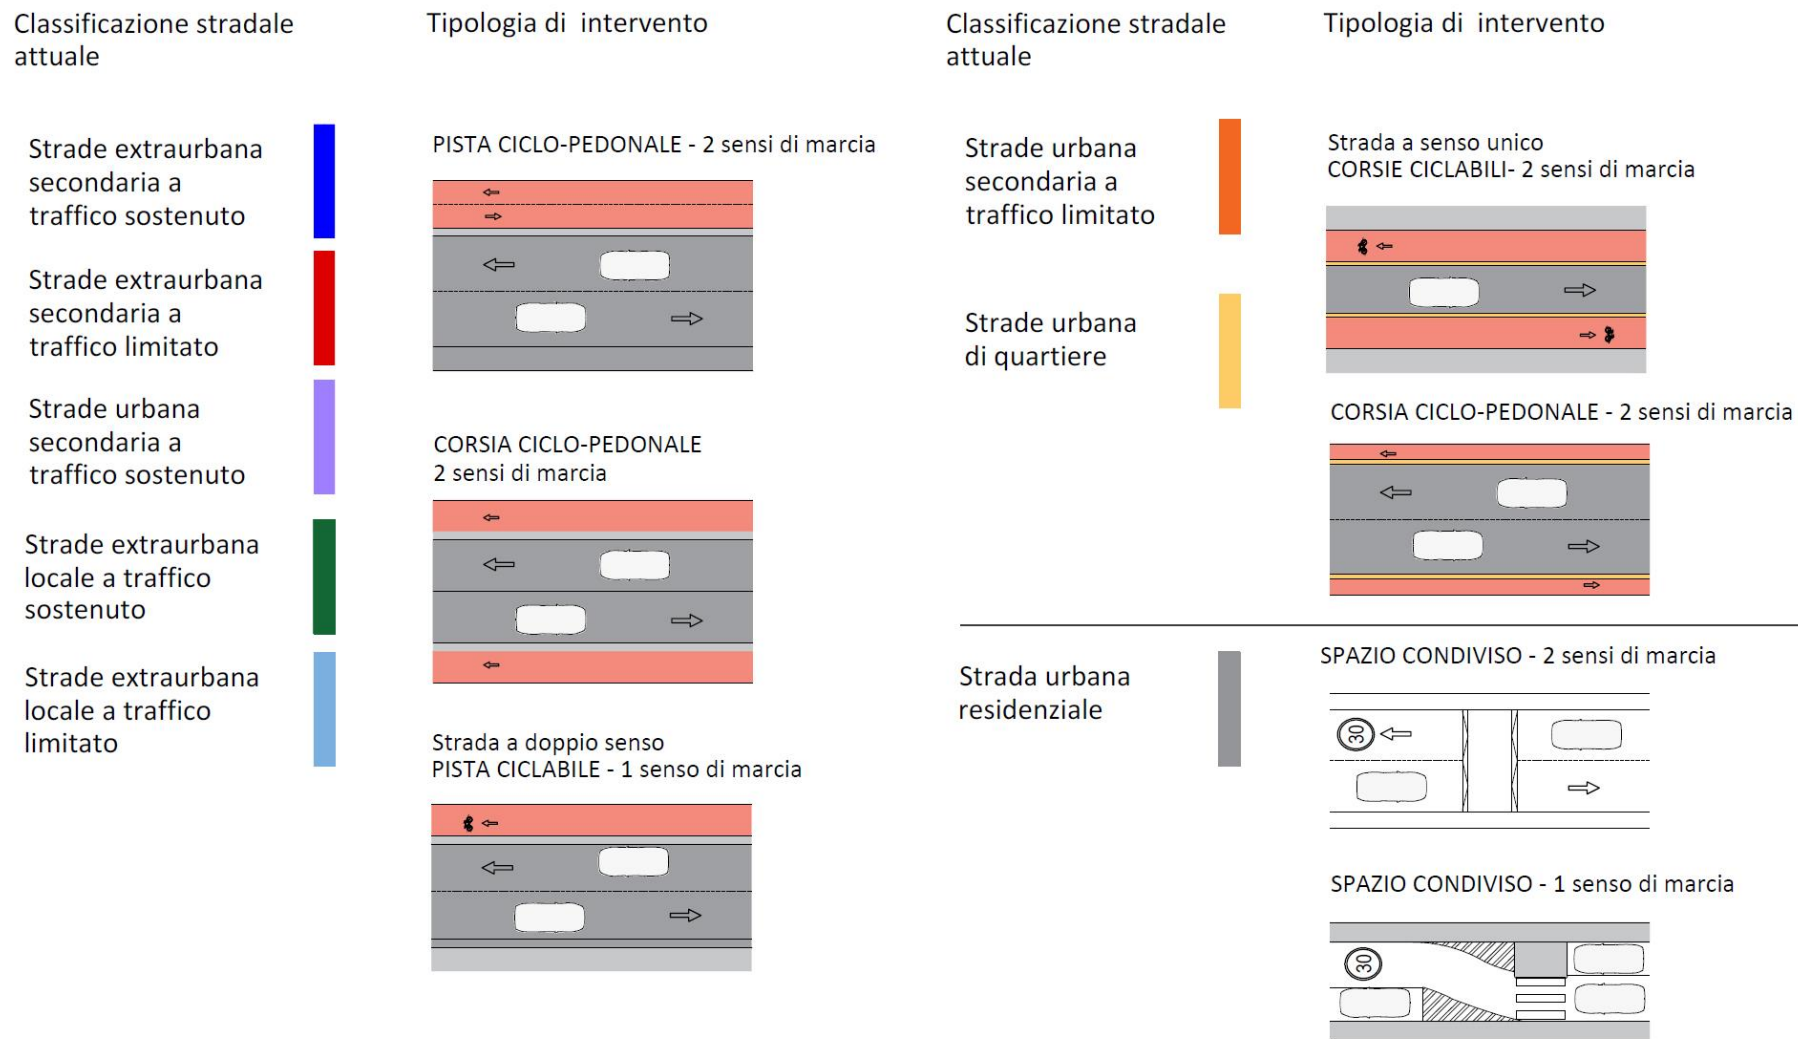 Classificazione stradale
attuale
Tipologia di intervento
Strade extraurbana
secondaria a
traffico sostenuto
Strade extraurbana
secondaria a
traffico limitato
Strade urbana
secondaria a
traffico sostenuto
Strade extraurbana
locale a traffico
sostenuto
Strade extraurbana
locale a traffico
limitato
PISTA CICLO-PEDONALE - 2 sensi di marcia
CORSIA CICLO-PEDONALE
2 sensi di marcia
Strada a doppio senso
PISTA CICLABILE - 1 senso di marcia
Classificazione stradale
attuale
Tipologia di intervento
Strade urbana
secondaria a
traffico limitato
Strade urbana
di quartiere
Strada a senso unico
CORSIE CICLABILI- 2 sensi di marcia
CORSIA CICLO-PEDONALE - 2 sensi di marcia
Strada urbana
residenziale
SPAZIO CONDIVISO - 2 sensi di marcia
30
SPAZIO CONDIVISO - 1 senso di marcia
30